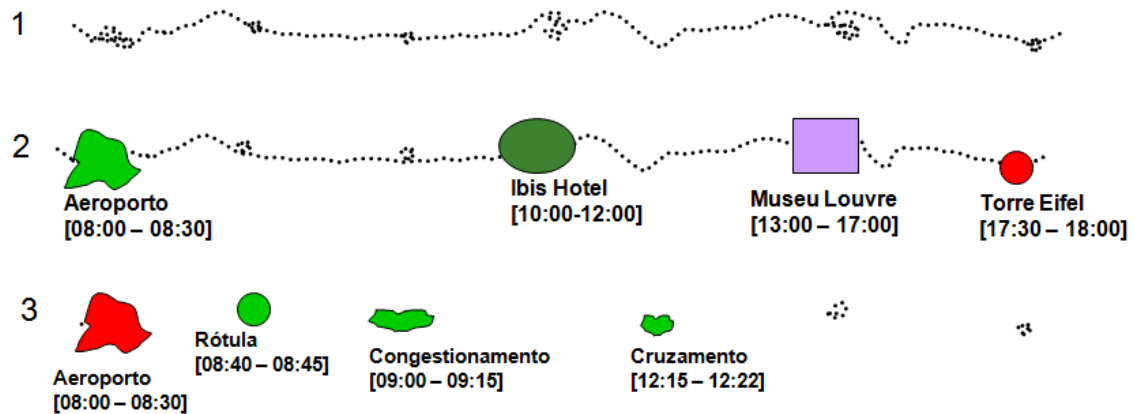 1
2
Aeroporto
[08:00 – 08:30]
Ibis Hotel
[10:00-12:00]
Museu Louvre
[13:00 – 17:00]
Torre Eifel
[17:30 – 18:00]
3
Aeroporto
[08:00 – 08:30]
Rótula
[08:40 – 08:45]
Congestionamento
[09:00 – 09:15]
Cruzamento
[12:15 – 12:22]